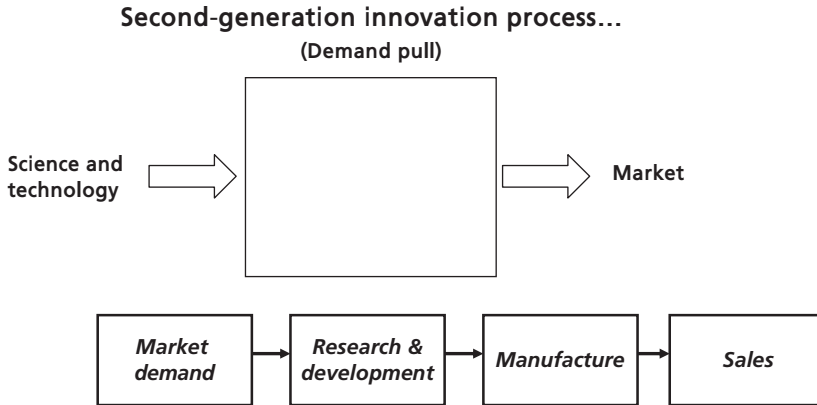 Second-generation innovation process...
(Demand pull)
Science and
technology
Market
Market
demand
Research &
development
Manufacture
Sales